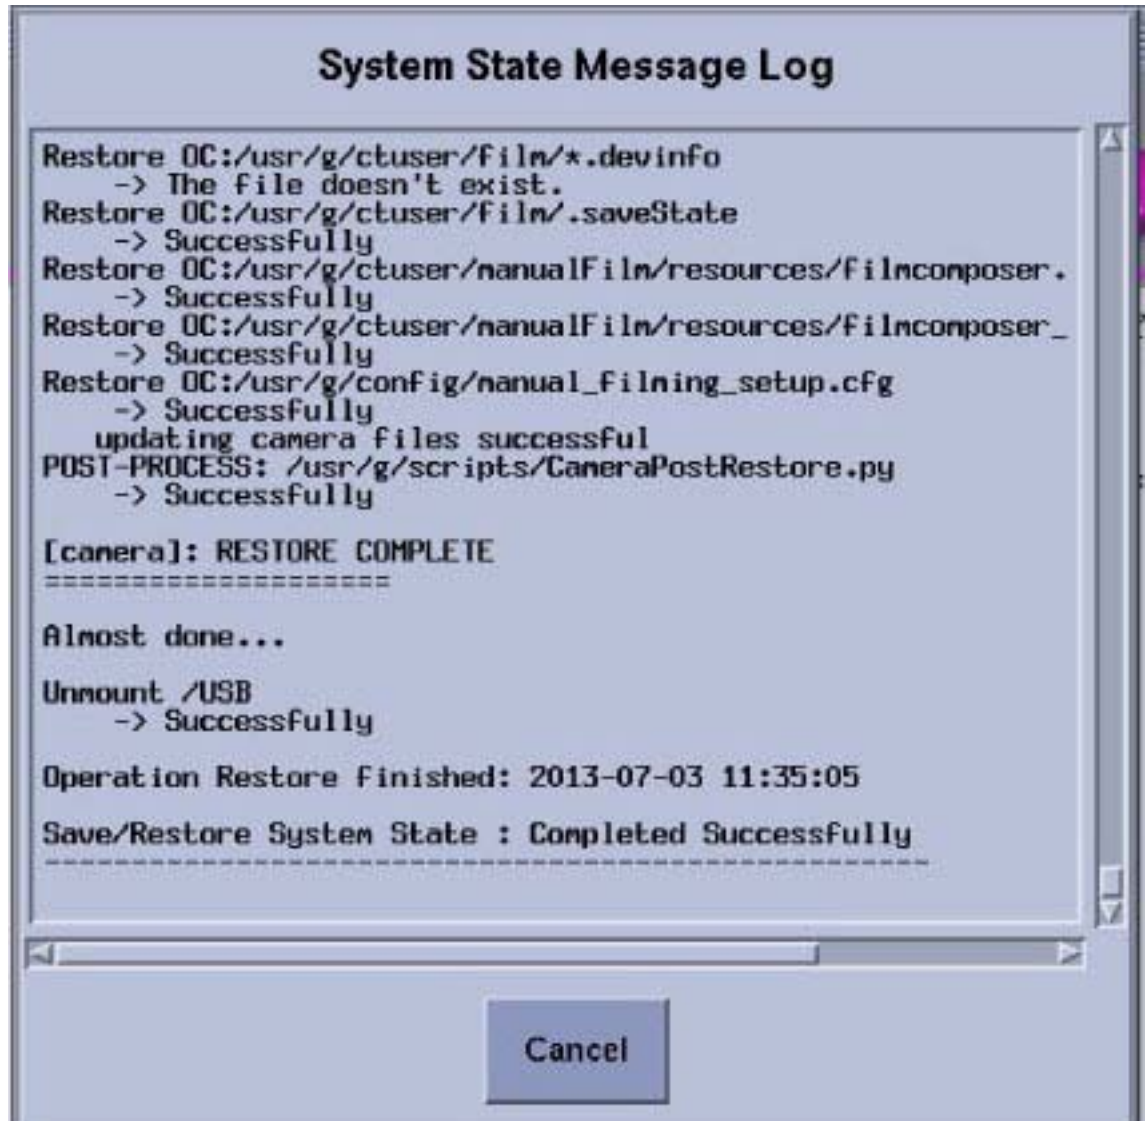 System State Message Log
Restore OC:/usr/g/ctuser/film/*.devinfo
-> The file doesn't exist.
Restore OC:/usr/g/ctuser/film/.saveState
-> Successfully
Restore OC:/usr/g/ctuser/manualFilm/resources/filmcomposer.
-> Successfully
Restore OC:/usr/g/ctuser/manualFilm/resources/filmcomposer_
-> Successfully
Restore OC:/usr/g/config/manual_filming_setup.cfg
-> Successfully
updating camera files successful
POST-PROCESS: /usr/g/scripts/CameraPostRestore.py
-> Successfully
[camera]: RESTORE COMPLETE
====================
Almost done...
Unmount /USB
-> Successfully
Operation Restore finished: 2013-07-03 11:35:05
Save/Restore System State : Completed Successfully
---------------------------------------------------
Cancel